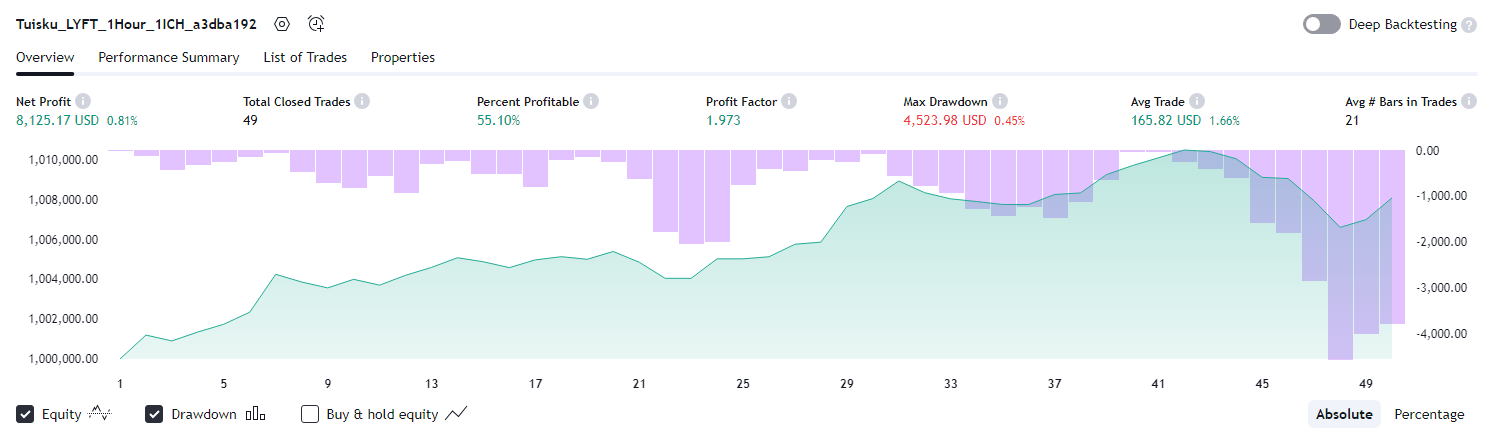 Tuisku_LYFT_1Hour_1ICH_a3dba192 Deep Backtesting ?
Overview Performance Summary List of Trades Properties
Net Profit i Total Closed Trades i Percent Profitable i Profit Factor i Max Drawdown i Avg Trade i Avg # Bars in Trades i
8,125.17 USD 0.81% 49 55.10% 1.973 4,523.98 USD 0.45% 165.82 USD 1.66% 21
1,010,000.00 0.00
1,008,000.00 -1,000.00
1,006,000.00 -2,000.00
1,004,000.00 -3,000.00
1,002,000.00 -4,000.00
1,000,000.00
1 5 9 13 17 21 25 29 33 37 41 45 49
Equity Drawdown Buy & hold equity Absolute Percentage